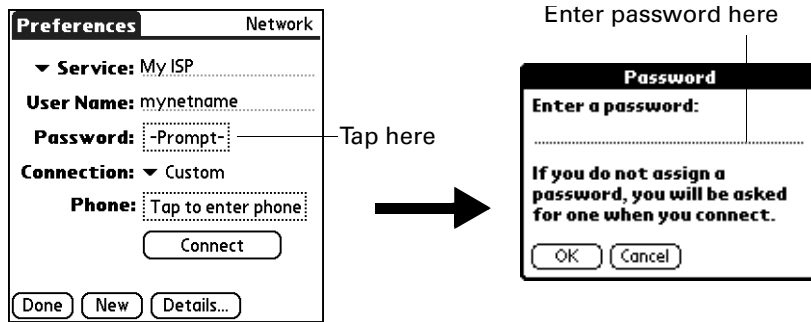 Preferences Network
Service: My ISP
User Name: mynetname
Password: -Prompt-
Tap here
Connection: Custom
Phone: Tap to enter phone
Connect
Done New Details...
Enter password here
Password
Enter a password:
If you do not assign a
password, you will be asked
for one when you connect.
OK Cancel